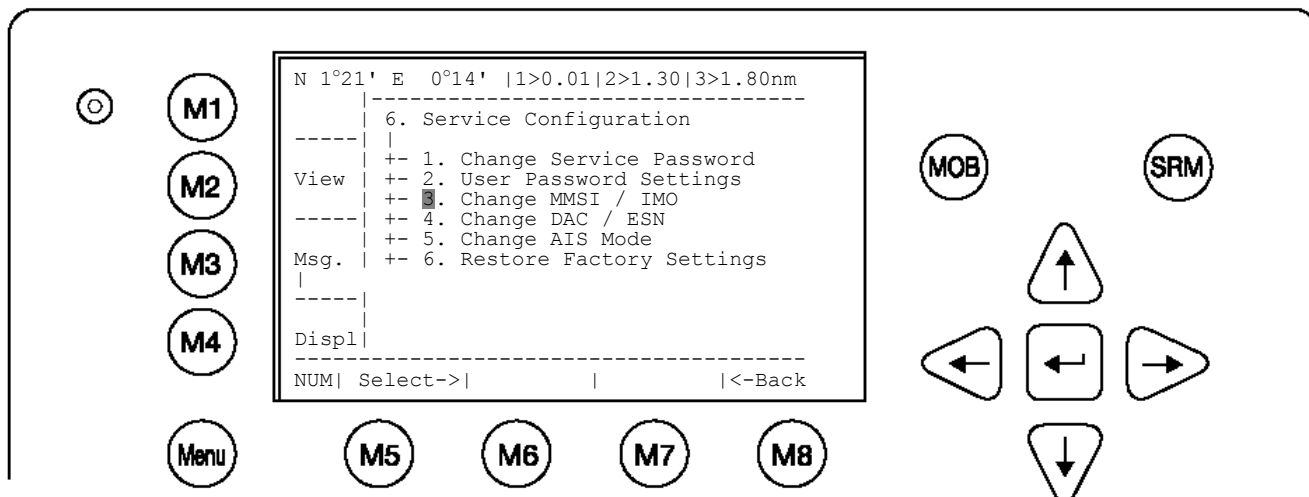 N 1°21' E 0°14' |1>0.01|2>1.30|3>1.80nm
|----------------------------------
M1
| 6. Service Configuration
-----| |
| +- 1. Change Service Password
MOB
SRM
M2
View | +- 2. User Password Settings
| +- 3. Change MMSI / IMO
-----| +- 4. Change DAC / ESN
| +- 5. Change AIS Mode
M3
Msg. | +- 6. Restore Factory Settings
|
-----|
|
M4
Displ|
----------------------------------------
NUM| Select->| | |<-Back
Menu
M5
M6
M7
M8